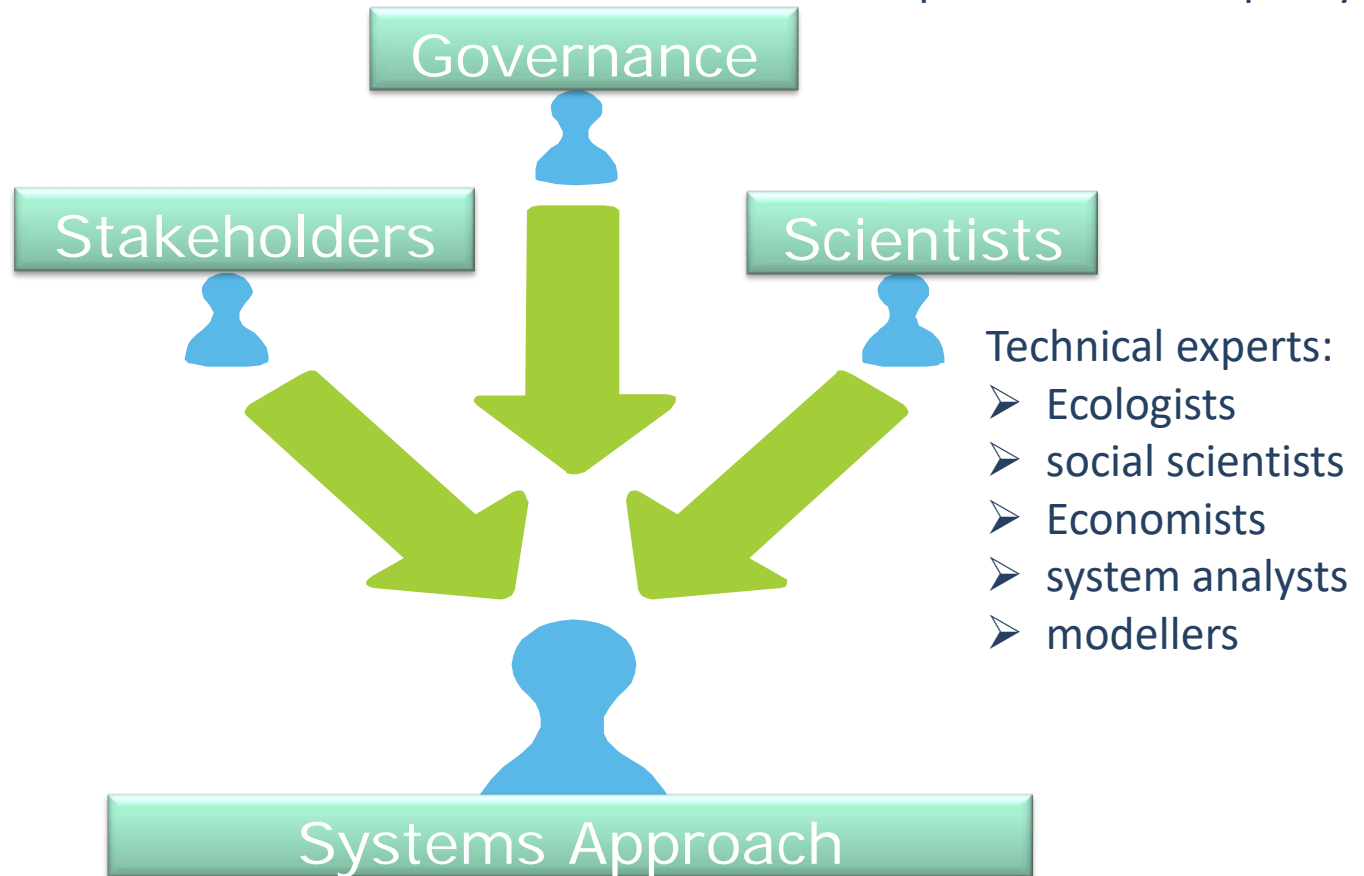 Governance
Stakeholders
Scientists
Technical experts:
➢ Ecologists
➢ social scientists
➢ Economists
➢ system analysts
➢ modellers
Systems Approach